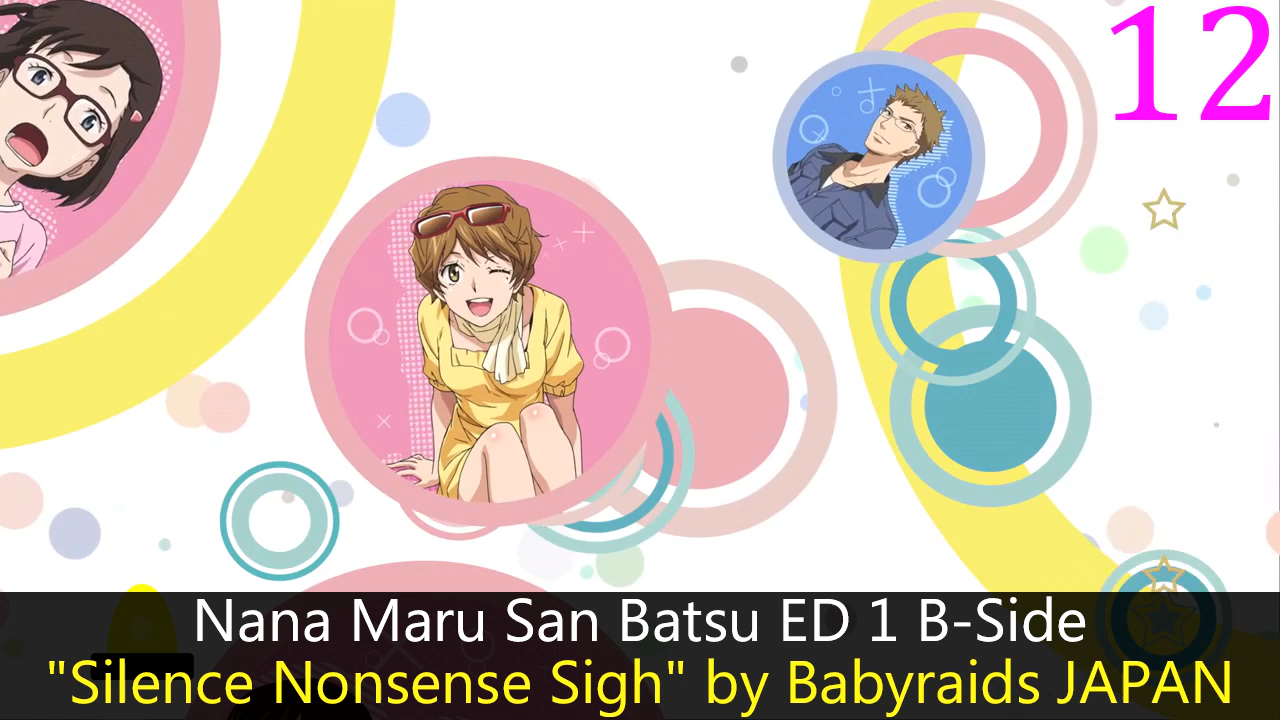 12
Nana Maru San Batsu ED 1 B-Side
"Silence Nonsense Sigh" by Babyraids JAPAN